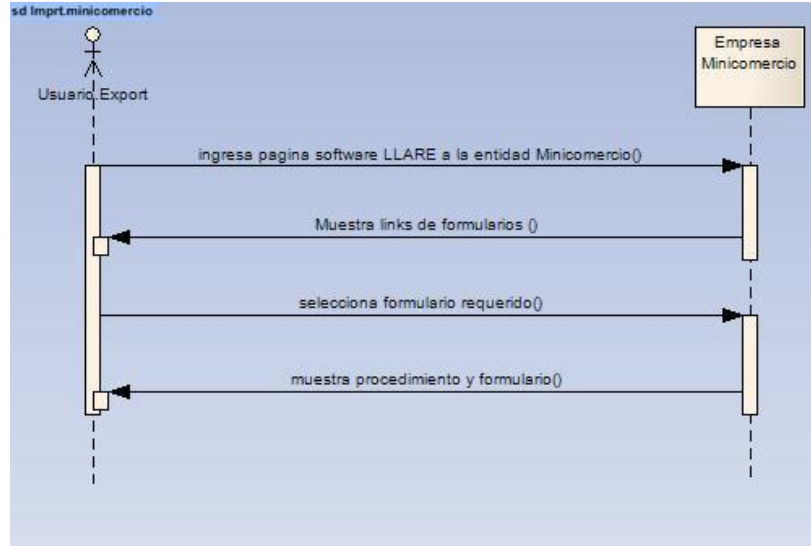 sd Imprt.minicomercio
Empresa
Minicomercio
Usuario.Export
ingresa pagina software LLARE a la entidad Minicomercio()
Muestra links de formularios ()
selecciona formulario requerido()
muestra procedimiento y formulario()